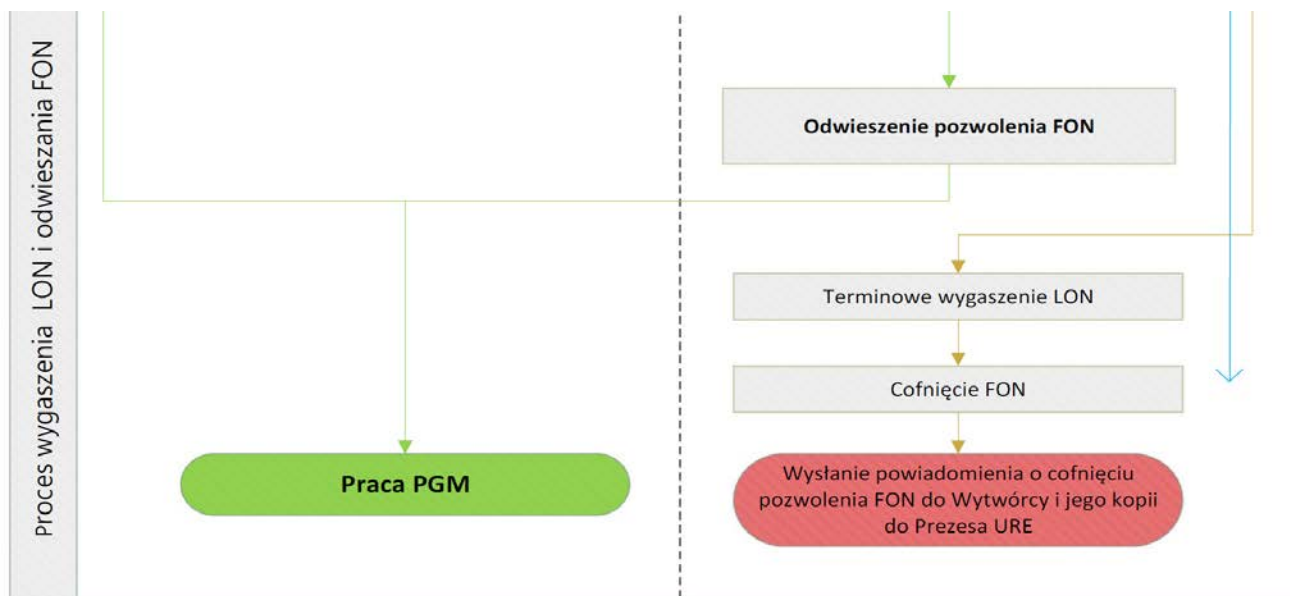 Proces wygaszenia LON i odwieszania FON
Odwieszenie pozwolenia FON
Terminowe wygaszenie LON
Cofnięcie FON
Praca PGM
Wysłanie powiadomienia o cofnięciu
pozwolenia FON do Wytwórcy i jego kopii
do Prezesa URE